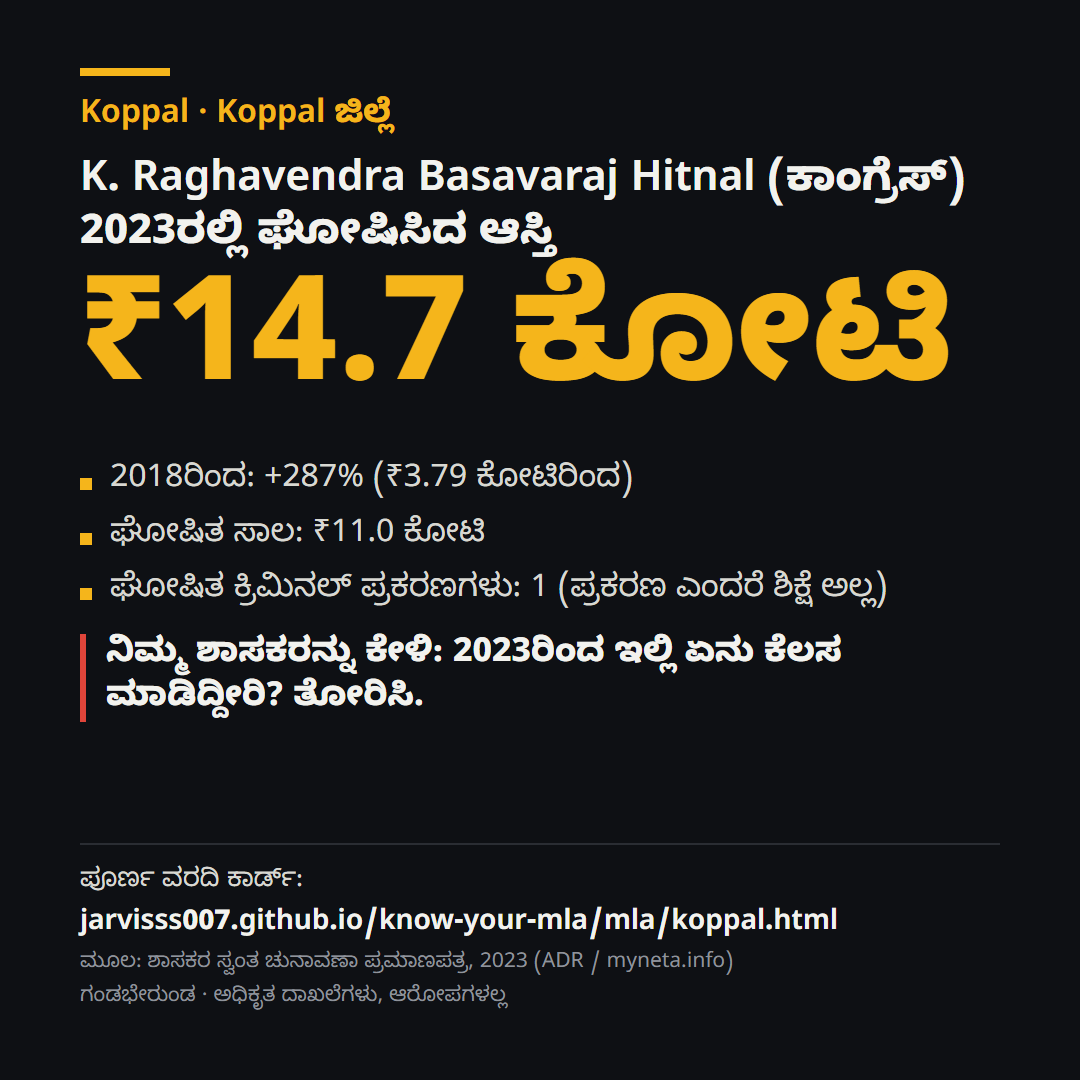 Koppal · Koppal ಜಿಲ್ಲೆ
K. Raghavendra Basavaraj Hitnal (ಕಾಂಗ್ರೆಸ್)
2023ರಲ್ಲಿ ಘೋಷಿಸಿದ ಆಸ್ತಿ
₹14.7 ಕೋಟಿ
2018ರಿಂದ: +287% (₹3.79 ಕೋಟಿರಿಂದ)
ಘೋಷಿತ ಸಾಲ: ₹11.0 ಕೋಟಿ
ಘೋಷಿತ ಕ್ರಿಮಿನಲ್ ಪ್ರಕರಣಗಳು: 1 (ಪ್ರಕರಣ ಎಂದರೆ ಶಿಕ್ಷೆ ಅಲ್ಲ)
ನಿಮ್ಮ ಶಾಸಕರನ್ನು ಕೇಳಿ: 2023ರಿಂದ ಇಲ್ಲಿ ಏನು ಕೆಲಸ
ಮಾಡಿದ್ದೀರಿ? ತೋರಿಸಿ.
ಪೂರ್ಣ ವರದಿ ಕಾರ್ಡ್:
jarvisss007.github.io/know-your-mla/mla/koppal.html
ಮೂಲ: ಶಾಸಕರ ಸ್ವಂತ ಚುನಾವಣಾ ಪ್ರಮಾಣಪತ್ರ, 2023 (ADR / myneta.info)
ಗಂಡಭೇರುಂಡ · ಅಧಿಕೃತ ದಾಖಲೆಗಳು, ಆರೋಪಗಳಲ್ಲ